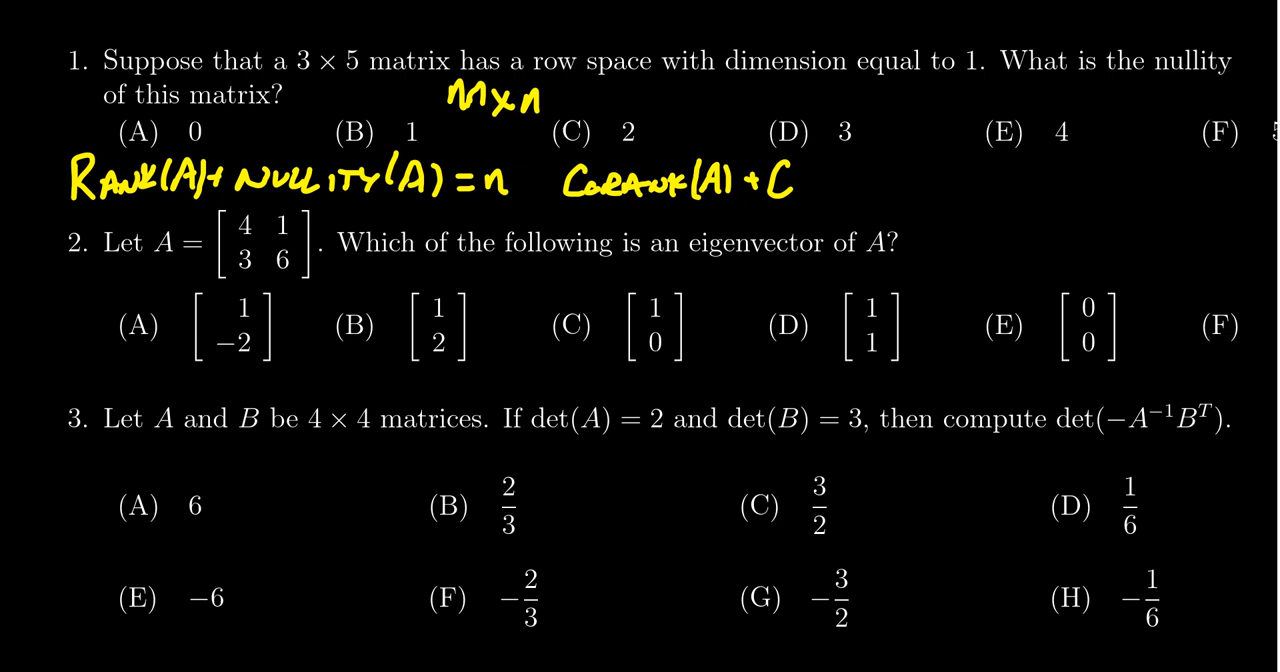 1. Suppose that a 3 × 5 matrix has a row space with dimension equal to 1. What is the nullity
of this matrix?
m×n
(A) 0 (B) 1 (C) 2 (D) 3 (E) 4 (F)
RANK(A)+ NULLITY(A) = n CORANK(A) + C
2. Let A = [ 4 1 ; 3 6 ]. Which of the following is an eigenvector of A?
(A) [ 1 ; −2 ] (B) [ 1 ; 2 ] (C) [ 1 ; 0 ] (D) [ 1 ; 1 ] (E) [ 0 ; 0 ] (F)
3. Let A and B be 4 × 4 matrices. If det(A) = 2 and det(B) = 3, then compute det(−A⁻¹Bᵀ).
(A) 6 (B) 2/3 (C) 3/2 (D) 1/6
(E) −6 (F) −2/3 (G) −3/2 (H) −1/6